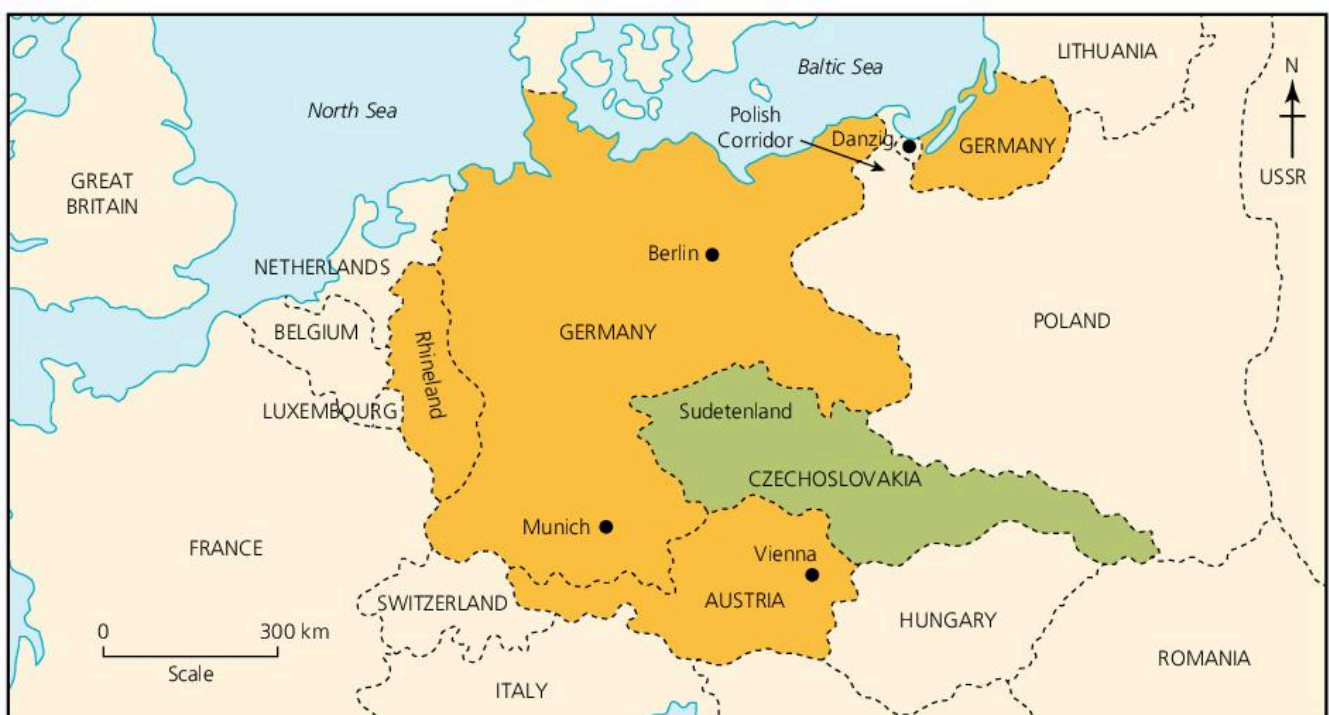 LITHUANIA
Baltic Sea
N
North Sea
Polish
Corridor
Danzig
GERMANY
USSR
GREAT
BRITAIN
Berlin
NETHERLANDS
BELGIUM
GERMANY
POLAND
Rhineland
LUXEMBOURG
Sudetenland
CZECHOSLOVAKIA
Munich
FRANCE
Vienna
SWITZERLAND
AUSTRIA
HUNGARY
0 300 km
Scale
ROMANIA
ITALY